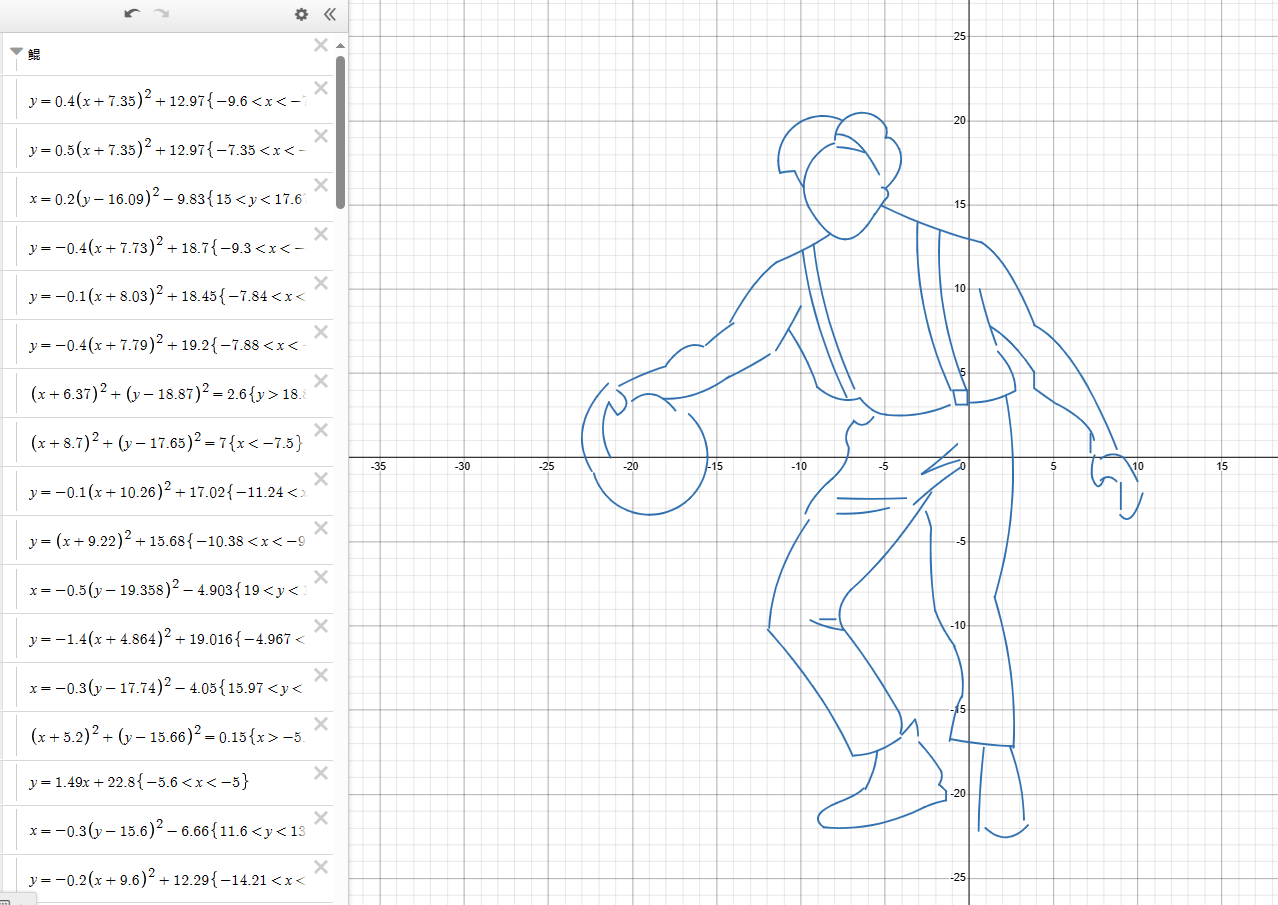 鲲
y = 0.4(x + 7.35)² + 12.97{−9.6 < x < −7
y = 0.5(x + 7.35)² + 12.97{−7.35 < x < −
x = 0.2(y − 16.09)² − 9.83{15 < y < 17.6
y = −0.4(x + 7.73)² + 18.7{−9.3 < x < −
y = −0.1(x + 8.03)² + 18.45{−7.84 < x <
y = −0.4(x + 7.79)² + 19.2{−7.88 < x <
(x + 6.37)² + (y − 18.87)² = 2.6{y > 18.
(x + 8.7)² + (y − 17.65)² = 7{x < −7.5}
y = −0.1(x + 10.26)² + 17.02{−11.24 <
y = (x + 9.22)² + 15.68{−10.38 < x < −9
x = −0.5(y − 19.358)² − 4.903{19 < y <
y = −1.4(x + 4.864)² + 19.016{−4.967 <
x = −0.3(y − 17.74)² − 4.05{15.97 < y <
(x + 5.2)² + (y − 15.66)² = 0.15{x > −5.
y = 1.49x + 22.8{−5.6 < x < −5}
x = −0.3(y − 15.6)² − 6.66{11.6 < y < 13
y = −0.2(x + 9.6)² + 12.29{−14.21 < x <
25
20
15
10
5
-35 -30 -25 -20 -15 -10 -5 0 5 10 15
-5
-10
-15
-20
-25